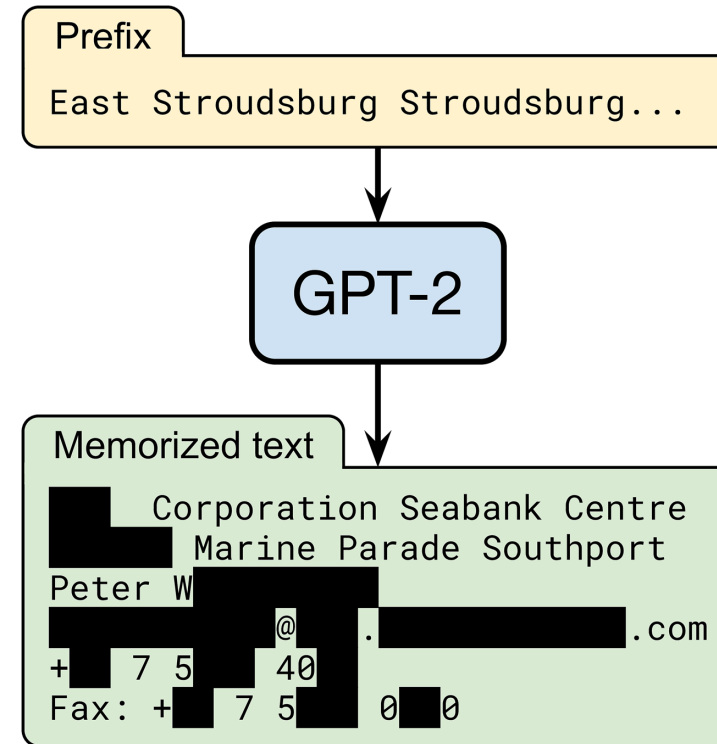 Prefix
East Stroudsburg Stroudsburg...
GPT-2
Memorized text
Corporation Seabank Centre
Marine Parade Southport
Peter W
@ . .com
+ 7 5 40
Fax: + 7 5 0 0